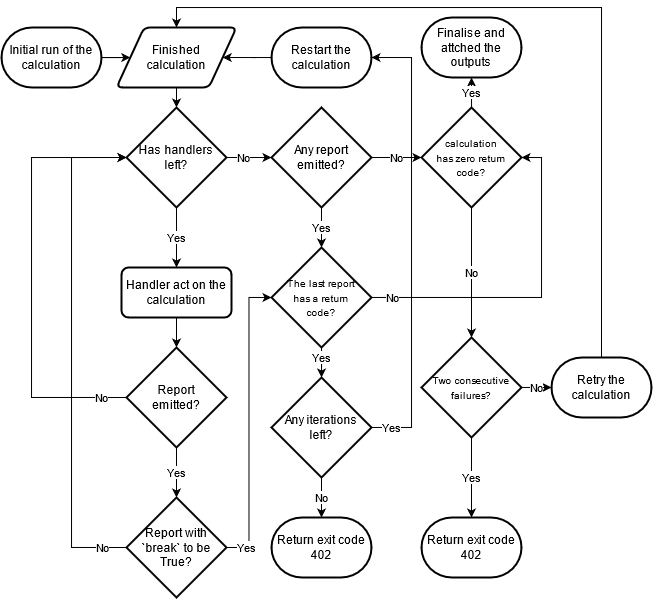 Initial run of the
calculation
Finished
calculation
Restart the
calculation
Finalise and
attched the
outputs
Yes
Has handlers
left?
No
Any report
emitted?
No
calculation
has zero return
code?
Yes
Yes
Handler act on the
calculation
The last report
has a return
code?
No
No
Yes
Report
emitted?
No
Any iterations
left?
Yes
Two consecutive
failures?
No
Retry the
calculation
Yes
No
Yes
Report with
`break` to be
True?
No
Yes
Return exit code
402
Return exit code
402